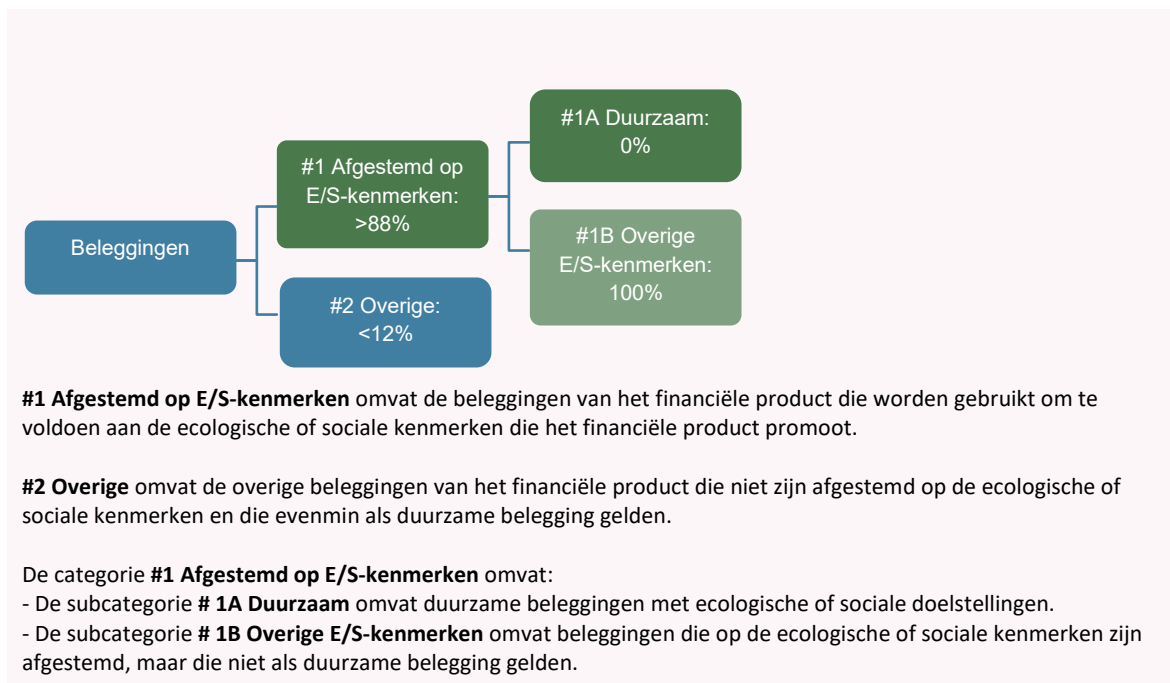 #1A Duurzaam:
0%
#1 Afgestemd op
E/S-kenmerken:
>88%
#1B Overige
E/S-kenmerken:
100%
Beleggingen
#2 Overige:
<12%
#1 Afgestemd op E/S-kenmerken omvat de beleggingen van het financiële product die worden gebruikt om te
voldoen aan de ecologische of sociale kenmerken die het financiële product promoot.
#2 Overige omvat de overige beleggingen van het financiële product die niet zijn afgestemd op de ecologische of
sociale kenmerken en die evenmin als duurzame belegging gelden.
De categorie #1 Afgestemd op E/S-kenmerken omvat:
- De subcategorie # 1A Duurzaam omvat duurzame beleggingen met ecologische of sociale doelstellingen.
- De subcategorie # 1B Overige E/S-kenmerken omvat beleggingen die op de ecologische of sociale kenmerken zijn
afgestemd, maar die niet als duurzame belegging gelden.